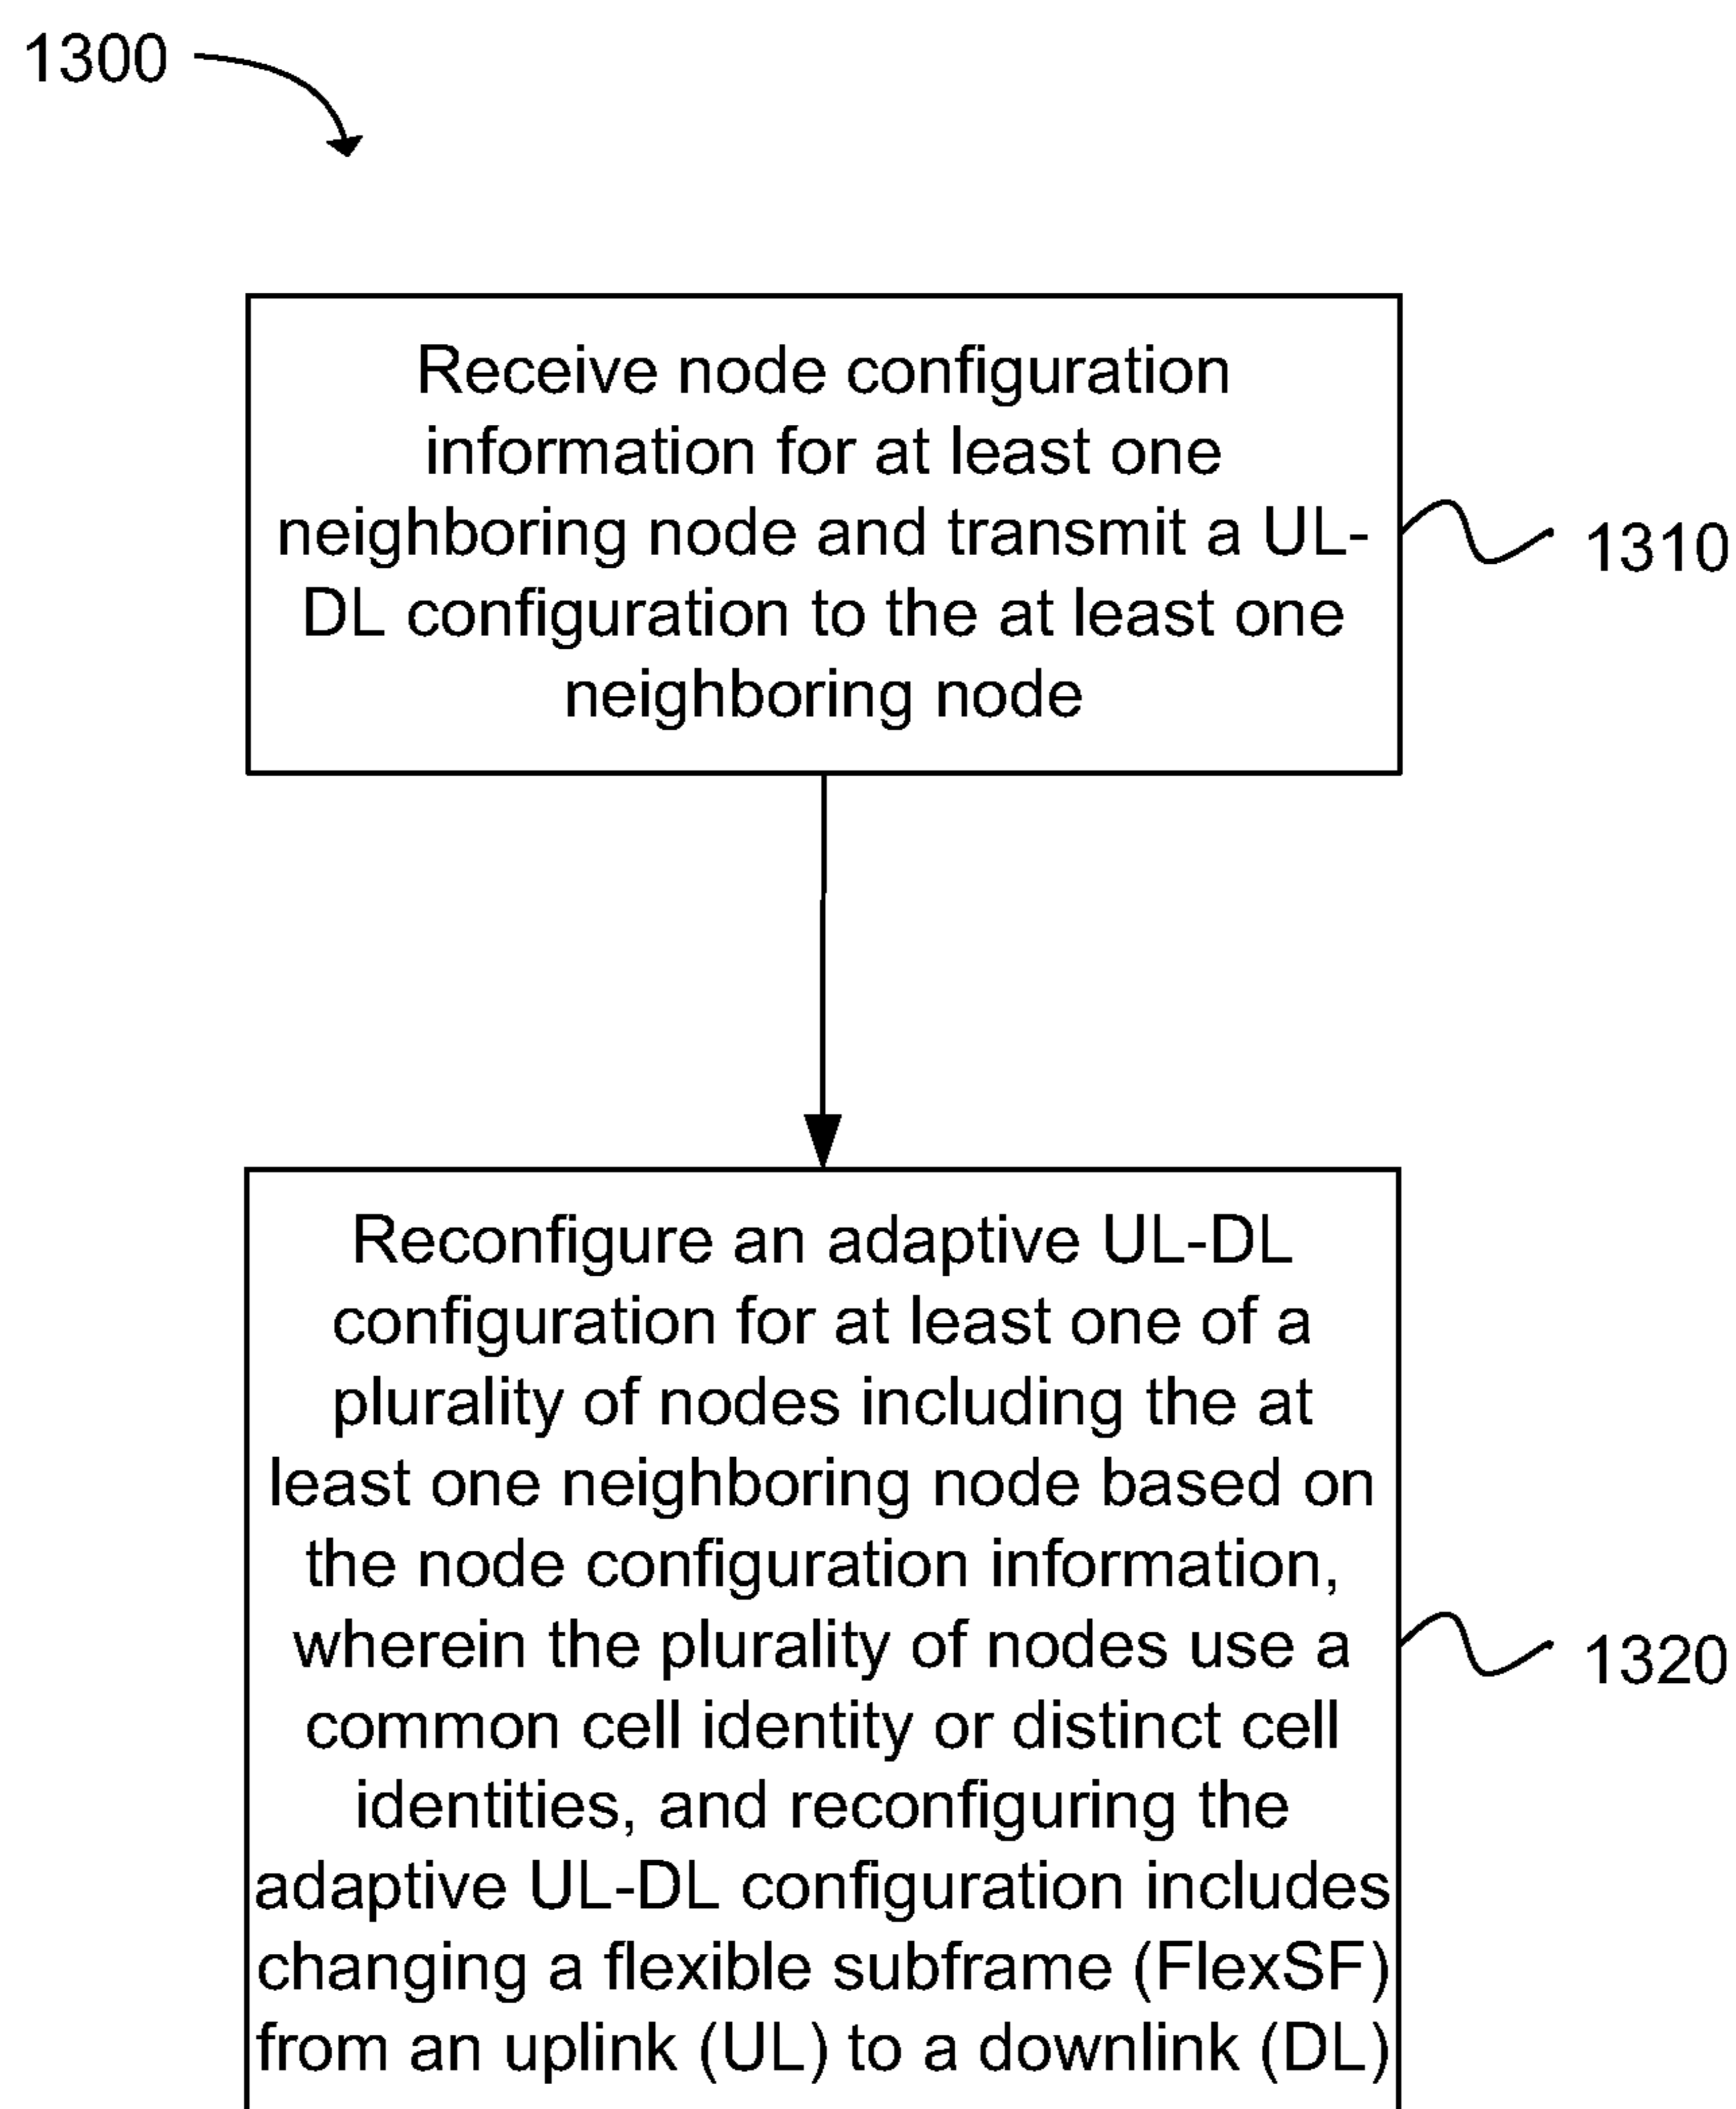 1300
Receive node configuration
information for at least one
neighboring node and transmit a UL-
DL configuration to the at least one
neighboring node
1310
Reconfigure an adaptive UL-DL
configuration for at least one of a
plurality of nodes including the at
least one neighboring node based on
the node configuration information,
wherein the plurality of nodes use a
common cell identity or distinct cell
identities, and reconfiguring the
adaptive UL-DL configuration includes
changing a flexible subframe (FlexSF)
from an uplink (UL) to a downlink (DL)
1320